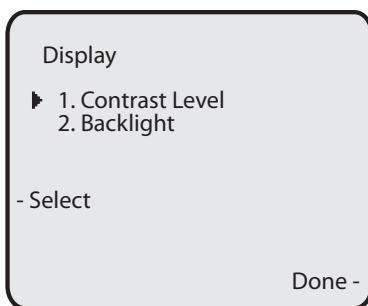 Display
1. Contrast Level
2. Backlight
- Select
Done -